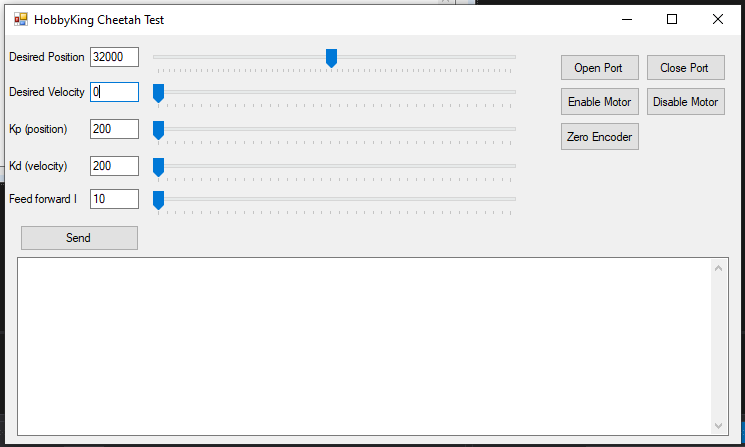 HobbyKing Cheetah Test
Desired Position 32000
Open Port Close Port
Desired Velocity 0
Enable Motor Disable Motor
Kp (position) 200
Zero Encoder
Kd (velocity) 200
Feed forward I 10
Send